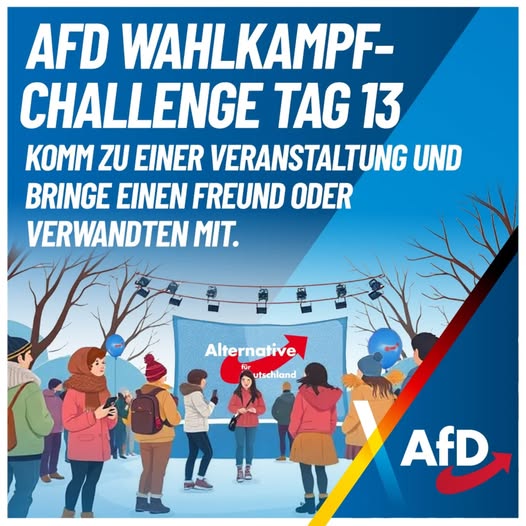 AFD WAHLKAMPF-
CHALLENGE TAG 13
KOMM ZU EINER VERANSTALTUNG UND
BRINGE EINEN FREUND ODER
VERWANDTEN MIT.
Alternative
für
utschland
AfD